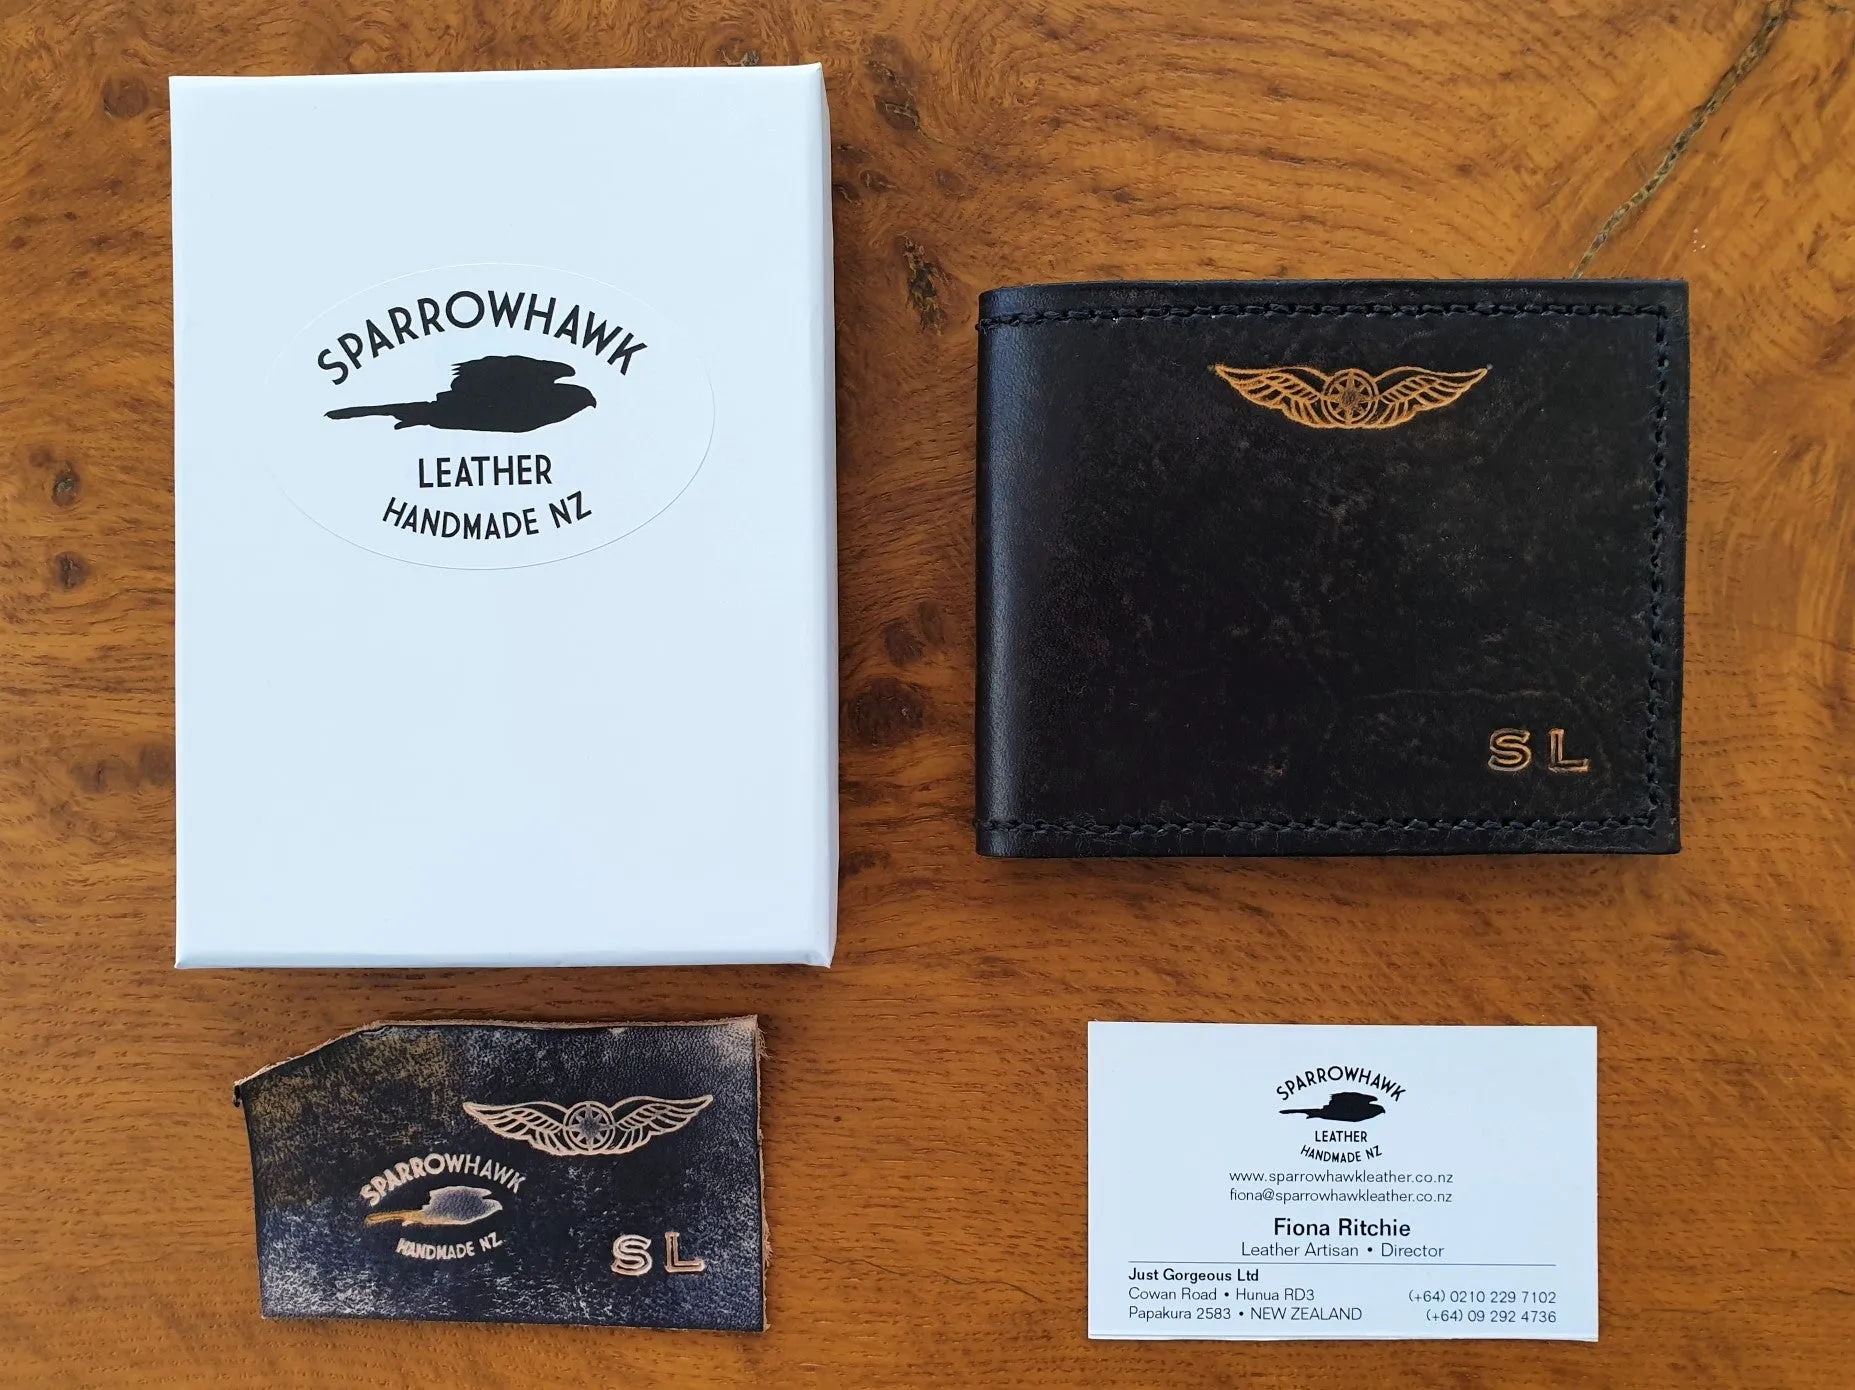 SPARROWHAWK
LEATHER
HANDMADE NZ
S L
SPARROWHAWK
HANDMADE NZ
S L
SPARROWHAWK
LEATHER
HANDMADE NZ
www.sparrowhawkleather.co.nz
fiona@sparrowhawkleather.co.nz
Fiona Ritchie
Leather Artisan • Director
Just Gorgeous Ltd
Cowan Road • Hunua RD3 (+64) 0210 229 7102
Papakura 2583 • NEW ZEALAND (+64) 09 292 4736